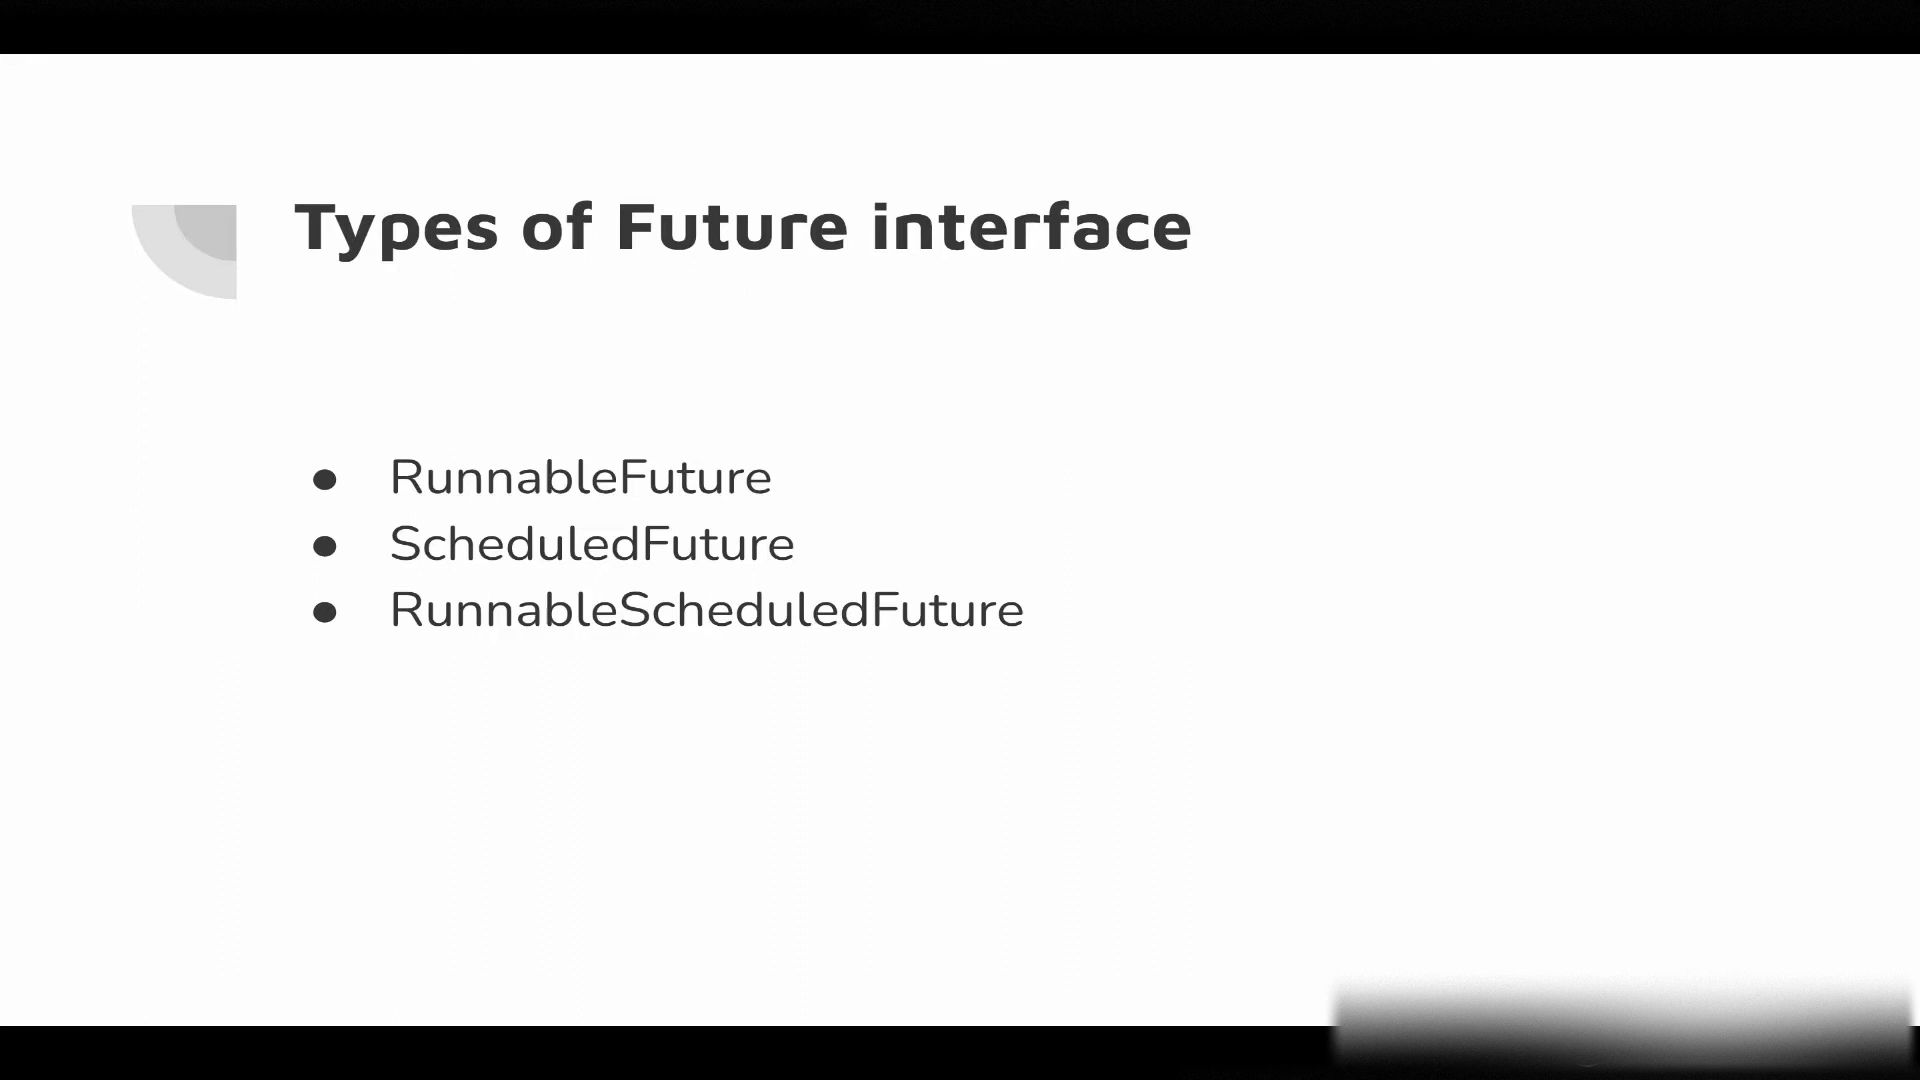 Types of Future interface
● RunnableFuture
● ScheduledFuture
● RunnableScheduledFuture